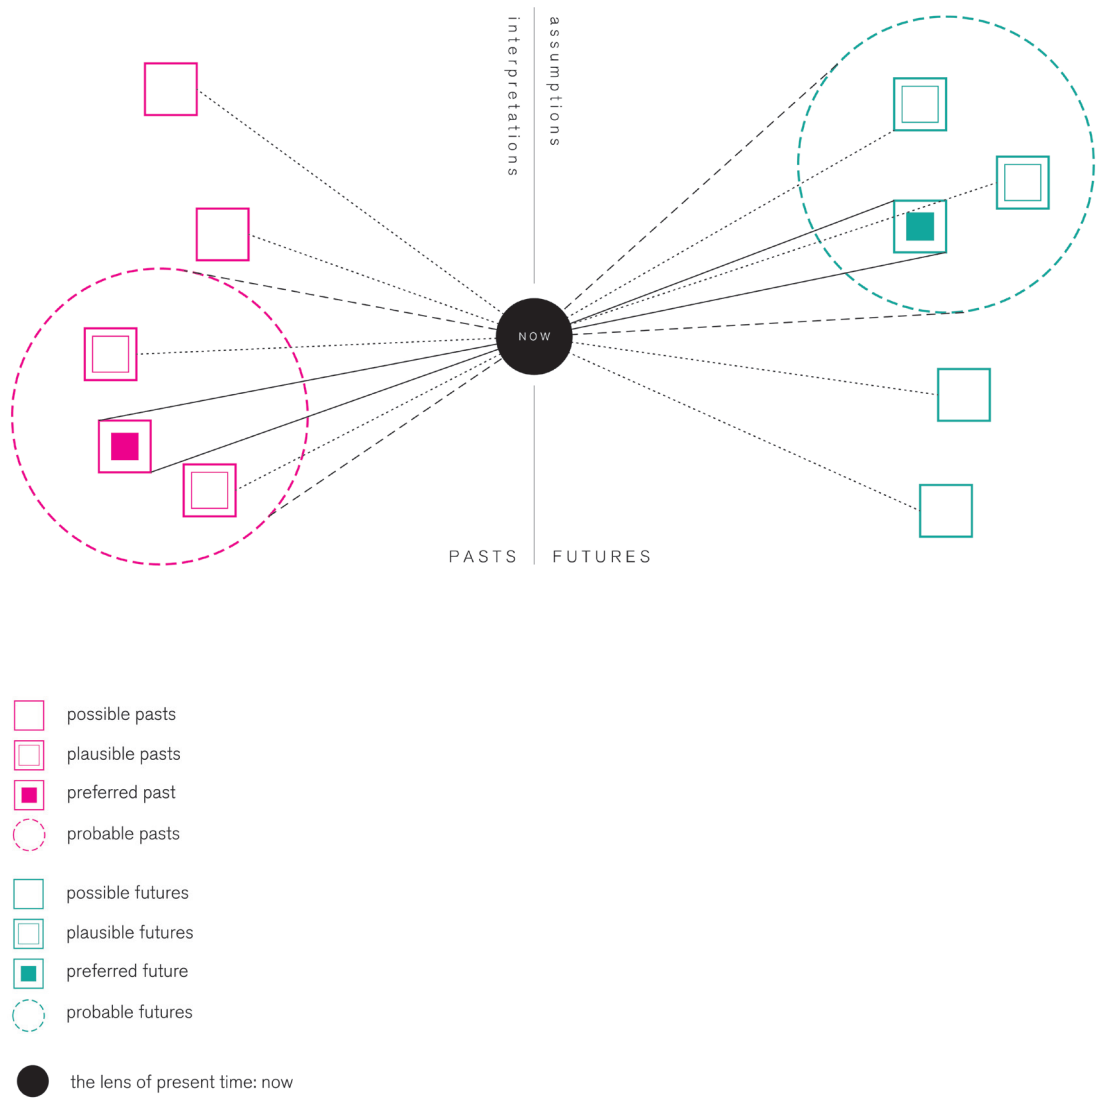 interpretations
assumptions
NOW
PASTS
FUTURES
possible pasts
plausible pasts
preferred past
probable pasts
possible futures
plausible futures
preferred future
probable futures
the lens of present time: now